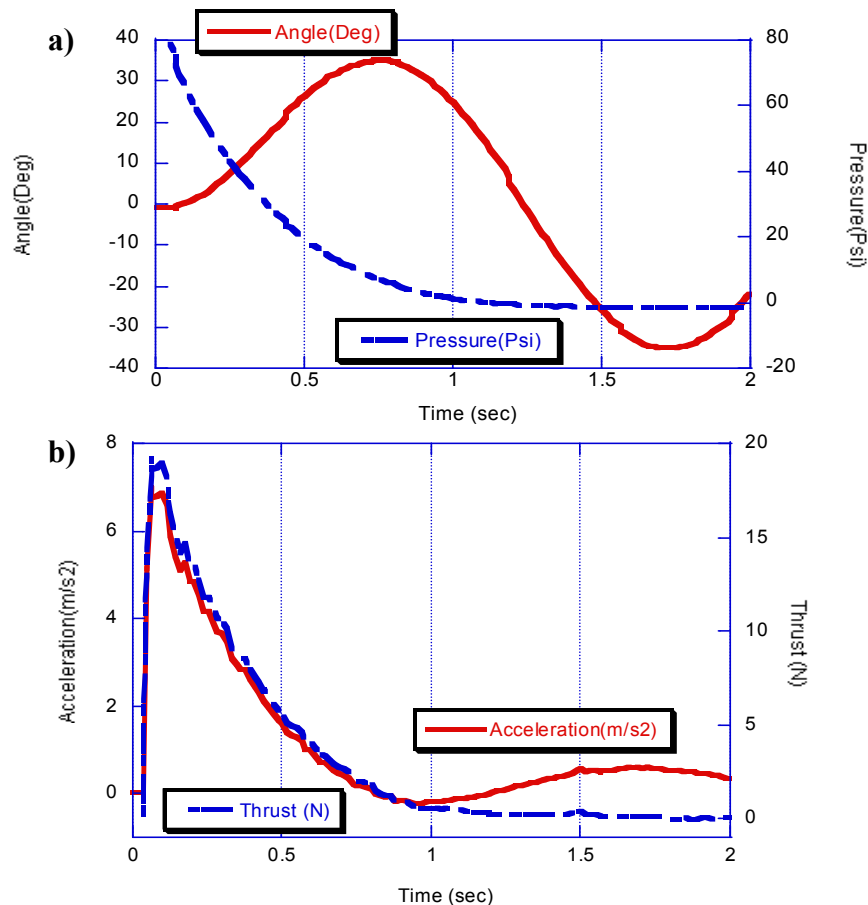 a)
Angle(Deg)
40
30
20
10
0
-10
-20
-30
-40
Angle(Deg)
80
60
40
20
0
-20
Pressure(Psi)
Pressure(Psi)
0 0.5 1 1.5 2
Time (sec)
b)
8
6
4
2
0
Acceleration(m/s2)
20
15
10
5
0
Thrust (N)
Acceleration(m/s2)
Thrust (N)
0 0.5 1 1.5 2
Time (sec)